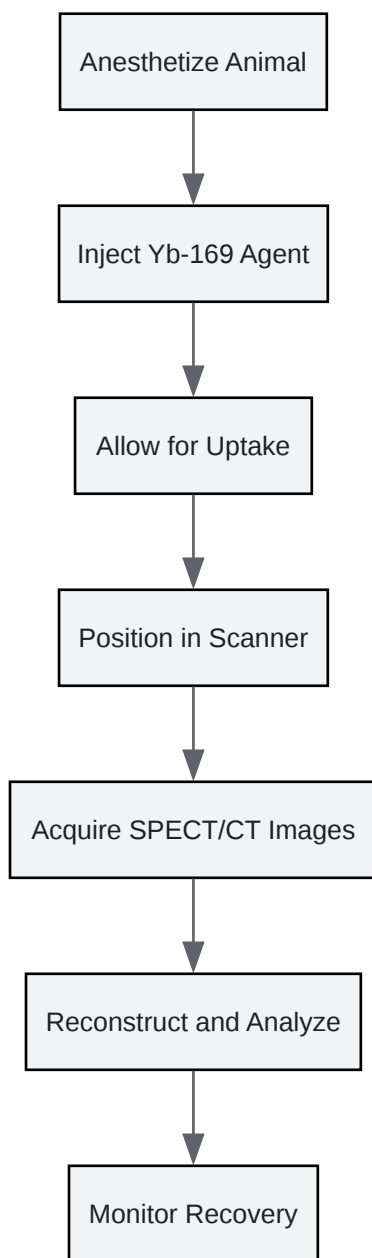 Anesthetize Animal
Inject Yb-169 Agent
Allow for Uptake
Position in Scanner
Acquire SPECT/CT Images
Reconstruct and Analyze
Monitor Recovery